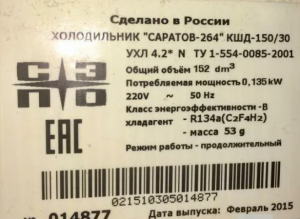 Сделано в России
ХОЛОДИЛЬНИК "САРАТОВ-264" КШД-150/30
УХЛ 4.2* N ТУ 1-554-0085-2001
СЭПО
Общий объём 152 dm³
Потребляемая мощность 0,135 kW
220V ~ 50 Hz
Класс энергоэффективности -B
хладагент - R134a(C2F4H2)
- масса 53 g
EAC
Режим работы - продолжительный
021510305014877
014877
Дата выпуска: Февраль 2015